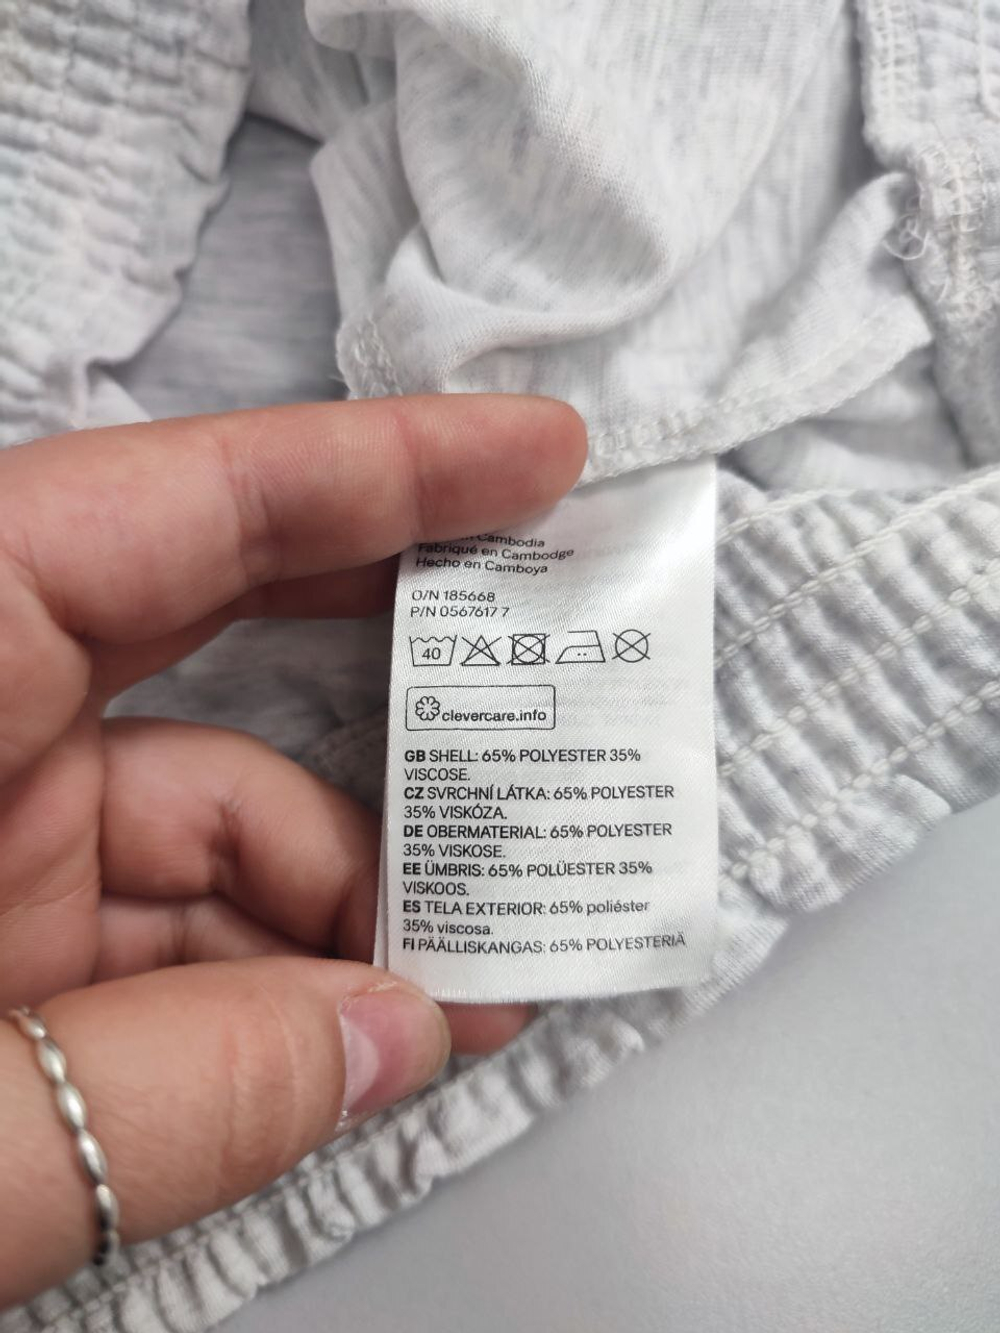 Cambodia
Fabriqué en Cambodge
Hecho en Camboya
O/N 185668
P/N 0567617 7
40
clevercare.info
GB SHELL: 65% POLYESTER 35%
VISCOSE.
CZ SVRCHNÍ LÁTKA: 65% POLYESTER
35% VISKÓZA.
DE OBERMATERIAL: 65% POLYESTER
35% VISKOSE.
EE ÜMBRIS: 65% POLÜESTER 35%
VISKOOS.
ES TELA EXTERIOR: 65% poliéster
35% viscosa.
FI PÄÄLLISKANGAS: 65% POLYESTERIÄ